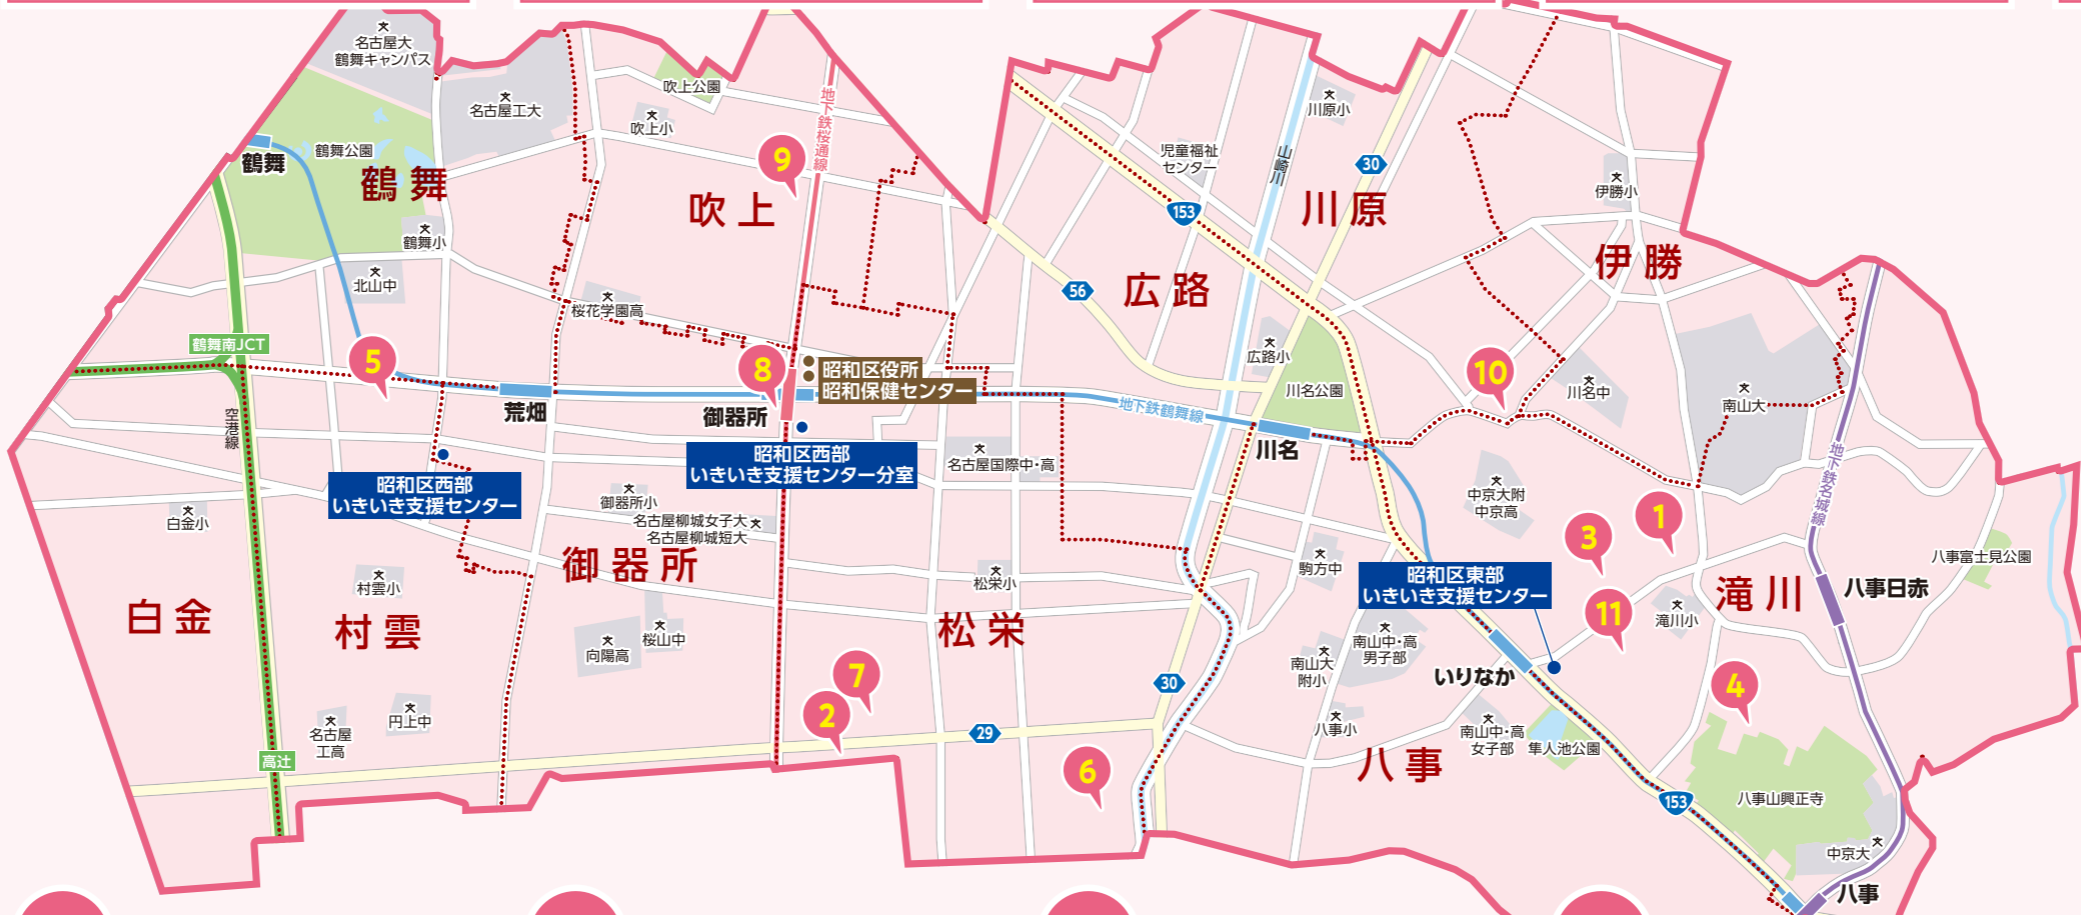 名古屋大
鶴舞キャンパス
名古屋工大
吹上公園
吹上小
地下鉄桜通線
9
鶴舞
鶴舞公園
鶴舞
鶴舞小
北山中
吹上
桜花学園高
児童福祉
センター
山崎川
川原小
30
153
川原
伊勝小
伊勝
広路
56
広路小
川名公園
10
川名中
南山大
鶴舞南JCT
空港線
5
荒畑
8
御器所
昭和区役所
昭和保健センター
地下鉄鶴舞線
川名
昭和区西部
いきいき支援センター
昭和区西部
いきいき支援センター分室
名古屋国際中・高
御器所小
名古屋柳城女子大
名古屋柳城短大
御器所
白金小
白金
村雲小
村雲
向陽高
桜山中
円上中
名古屋
工高
高辻
松栄小
松栄
7
2
29
30
6
中京大附
中京高
1
3
11
地下鉄名城線
八事富士見公園
八事日赤
滝川
滝川小
駒方中
昭和区東部
いきいき支援センター
南山中・高
男子部
南山大
附小
いりなか
4
八事小
南山中・高
女子部
隼人池公園
八事
153
八事山興正寺
中京大
八事